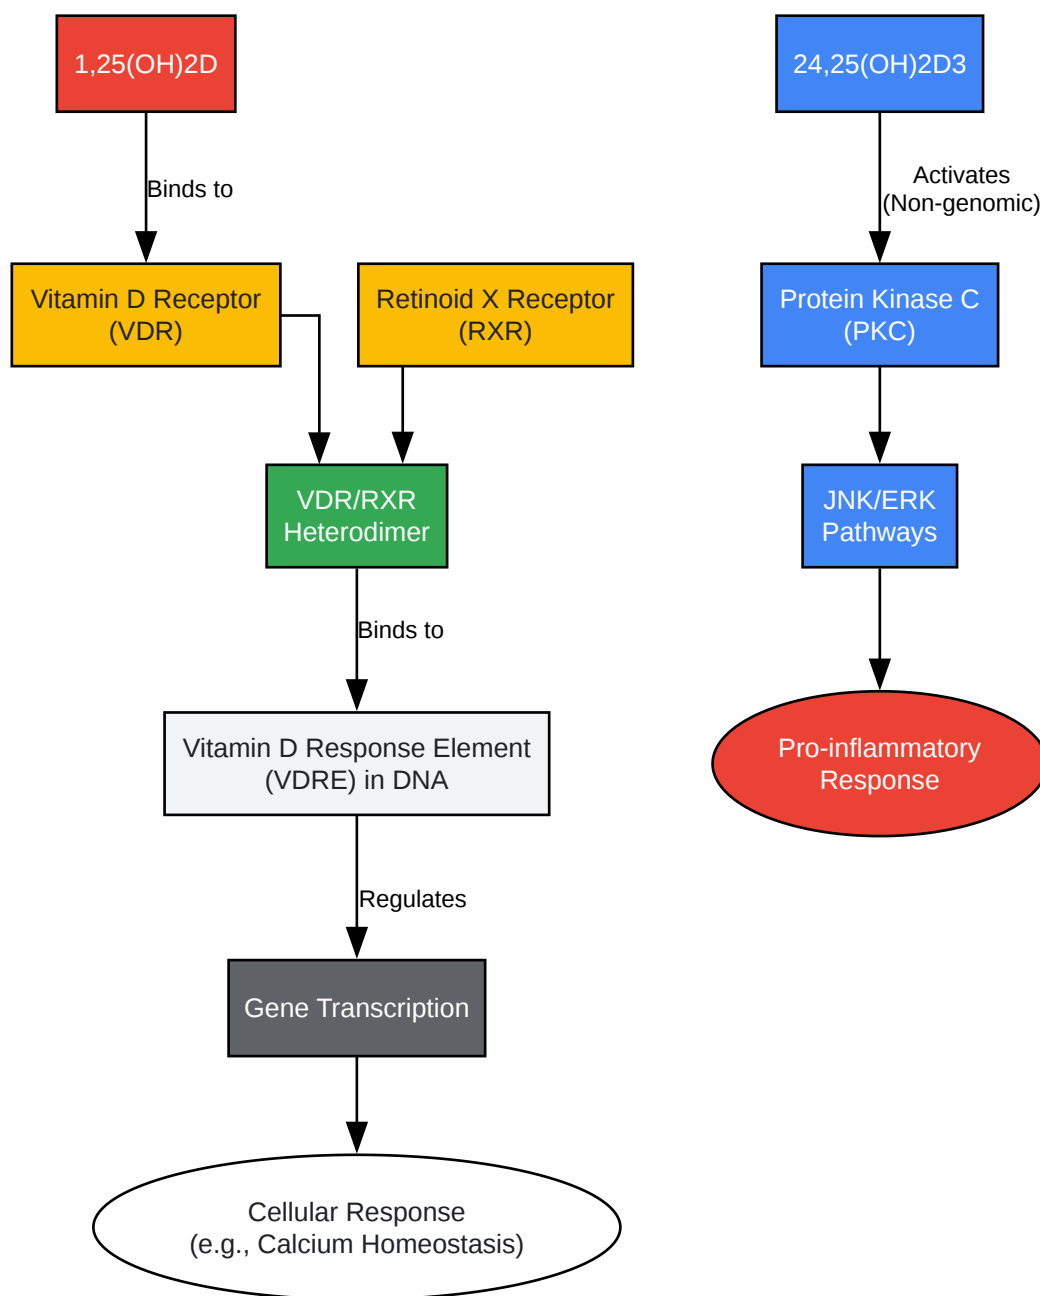 1,25(OH)2D
Binds to
Vitamin D Receptor
(VDR)
Retinoid X Receptor
(RXR)
VDR/RXR
Heterodimer
Binds to
Vitamin D Response Element
(VDRE) in DNA
Regulates
Gene Transcription
Cellular Response
(e.g., Calcium Homeostasis)
24,25(OH)2D3
Activates
(Non-genomic)
Protein Kinase C
(PKC)
JNK/ERK
Pathways
Pro-inflammatory
Response